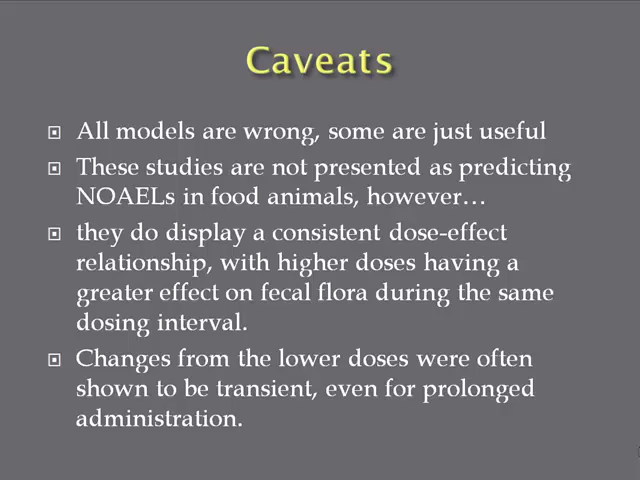 Caveats
All models are wrong, some are just useful
These studies are not presented as predicting
NOAELs in food animals, however…
they do display a consistent dose-effect
relationship, with higher doses having a
greater effect on fecal flora during the same
dosing interval.
Changes from the lower doses were often
shown to be transient, even for prolonged
administration.